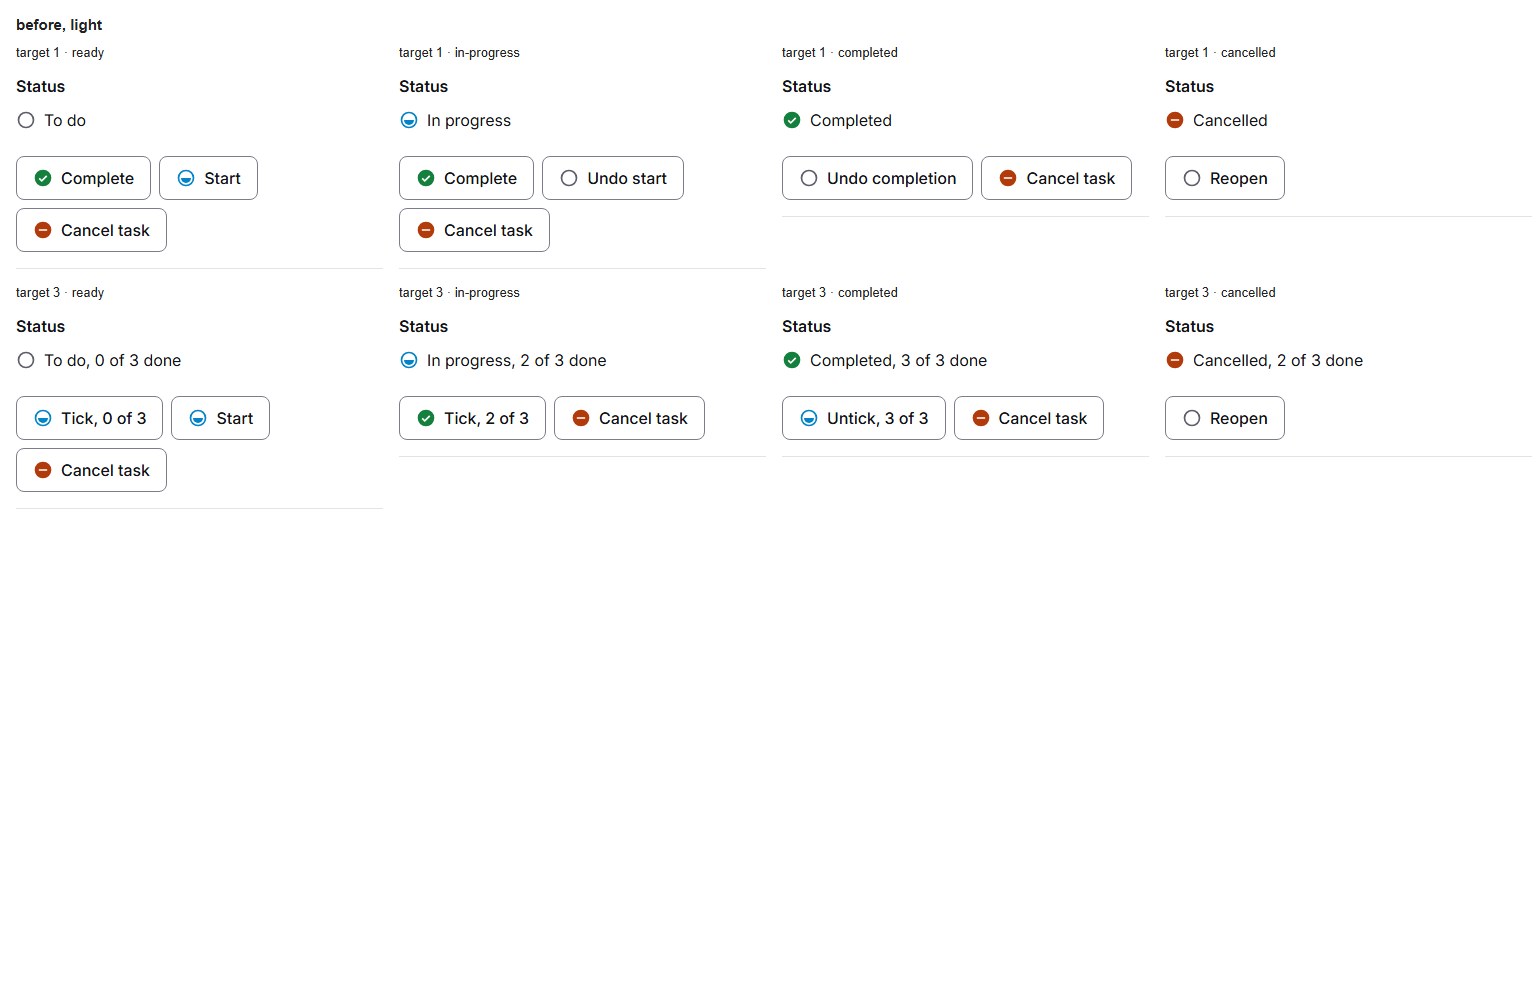 before, light
target 1 · ready
target 1 · in-progress
target 1 · completed
target 1 · cancelled
Status
Status
Status
Status
To do
In progress
Completed
Cancelled
Complete
Start
Complete
Undo start
Undo completion
Cancel task
Reopen
Cancel task
Cancel task
target 3 · ready
target 3 · in-progress
target 3 · completed
target 3 · cancelled
Status
Status
Status
Status
To do, 0 of 3 done
In progress, 2 of 3 done
Completed, 3 of 3 done
Cancelled, 2 of 3 done
Tick, 0 of 3
Start
Tick, 2 of 3
Cancel task
Untick, 3 of 3
Cancel task
Reopen
Cancel task